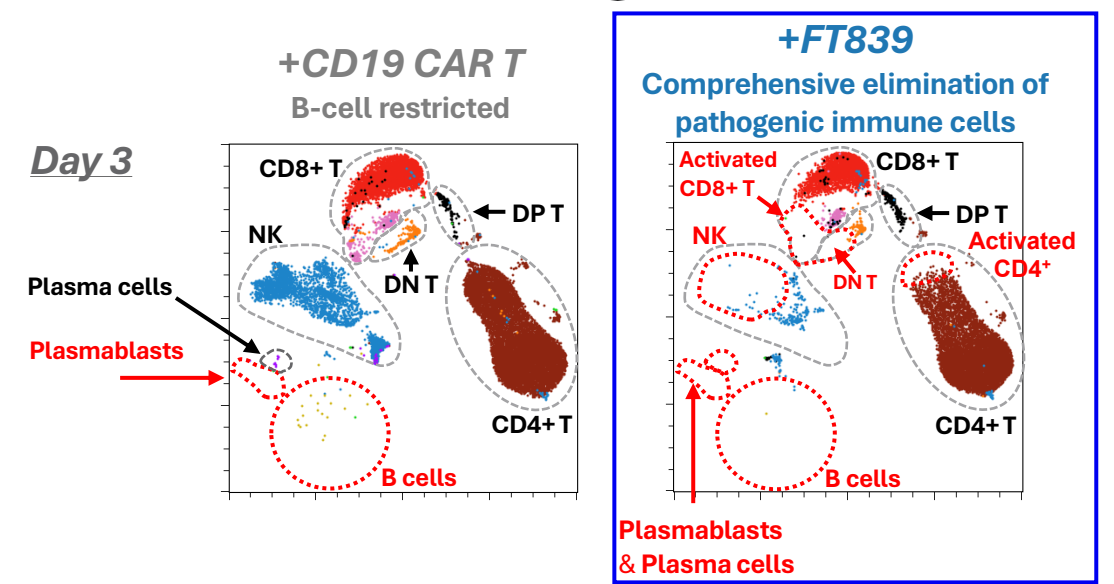 +CD19 CAR T
B-cell restricted
Day 3
CD8+ T
DP T
NK
DN T
Plasma cells
Plasmablasts
CD4+ T
B cells
+FT839
Comprehensive elimination of
pathogenic immune cells
Activated
CD8+ T
CD8+ T
DP T
NK
Activated
CD4⁺
DN T
CD4+ T
B cells
Plasmablasts
& Plasma cells